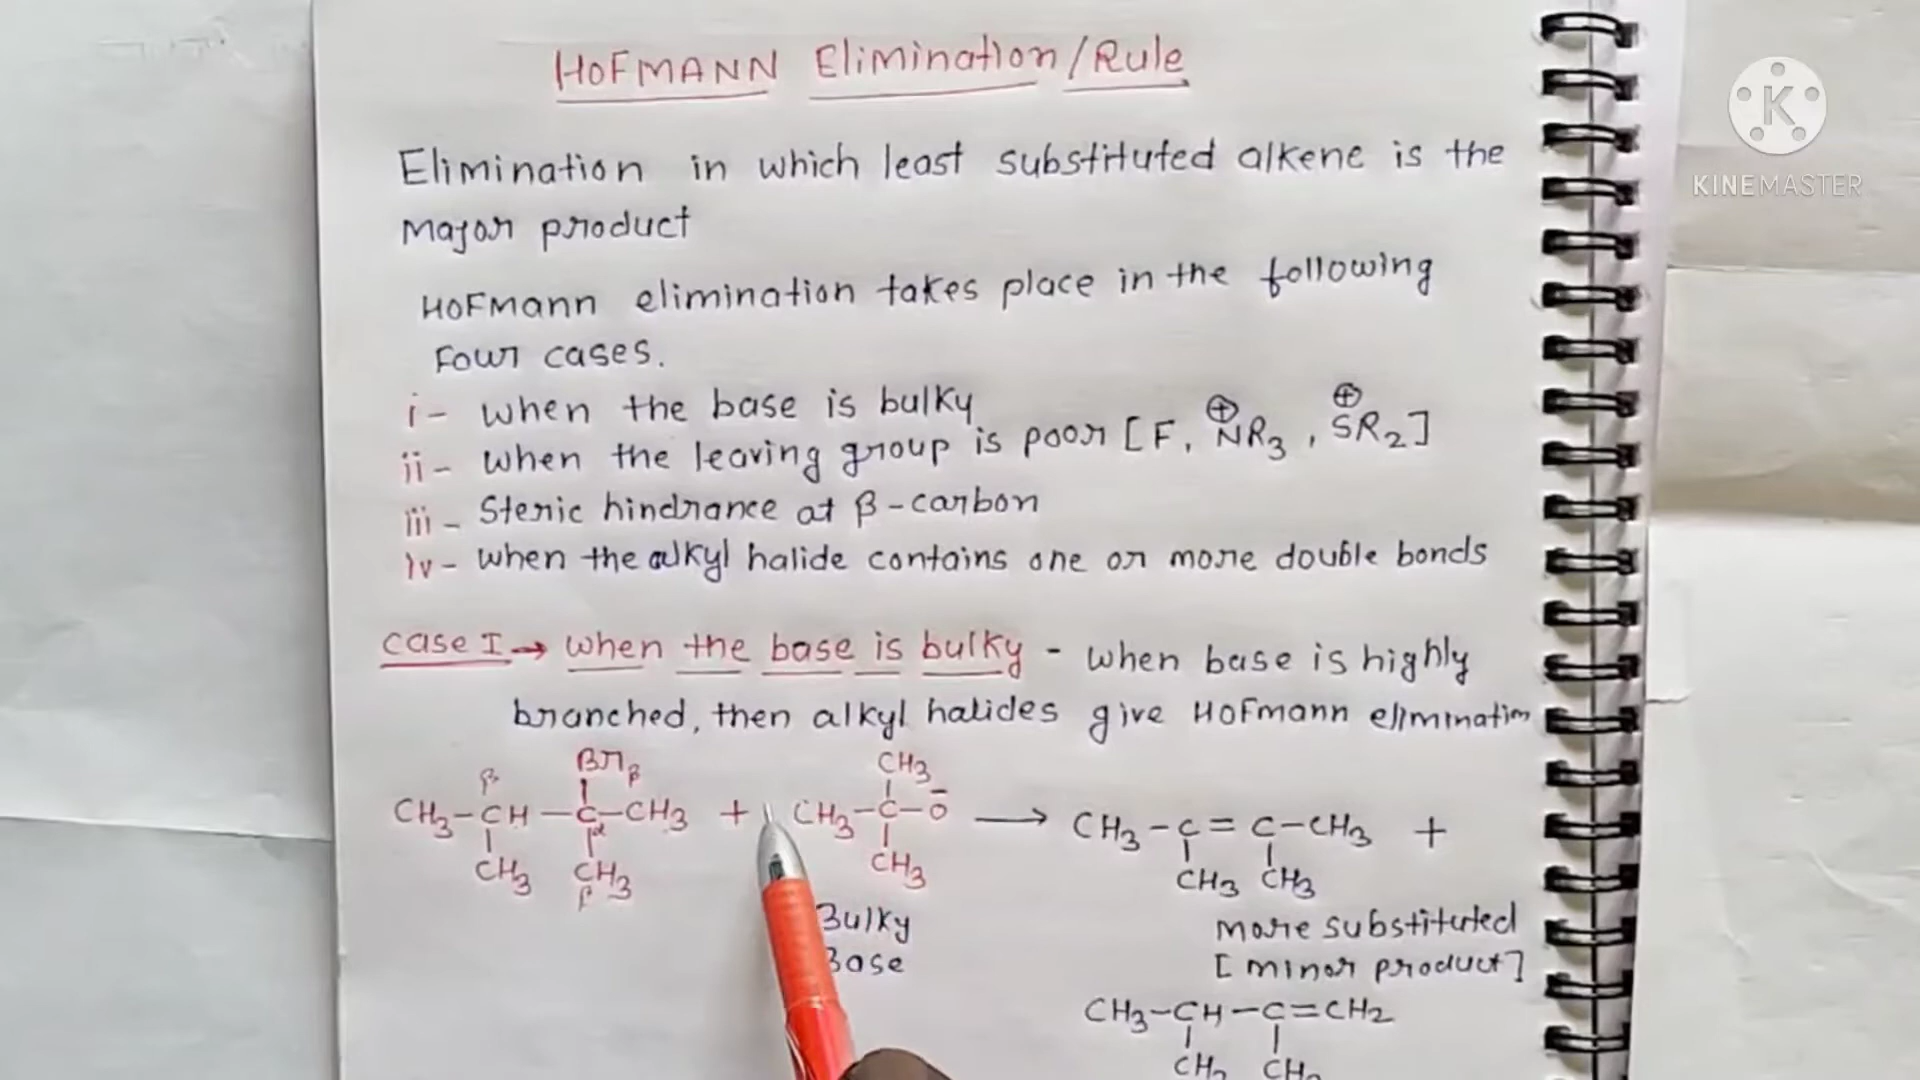 HOFMANN Elimination/Rule
K
KINEMASTER
Elimination in which least substituted alkene is the
major product
HOFMann elimination takes place in the following
Four cases.
i- when the base is bulky
ii- when the leaving group is poor [F, ⊕NR3, ⊕SR2]
iii- Steric hindrance at β-carbon
iv- when the alkyl halide contains one or more double bonds
case I → when the base is bulky - when base is highly
branched, then alkyl halides give HOFmann elimination
β Br β CH3
CH3-CH-C-CH3 + CH3-C-O⁻ → CH3-C=C-CH3 +
α
CH3 CH3 CH3 CH3 CH3
β
Bulky more substituted
Base [minor product]
CH3-CH-C=CH2